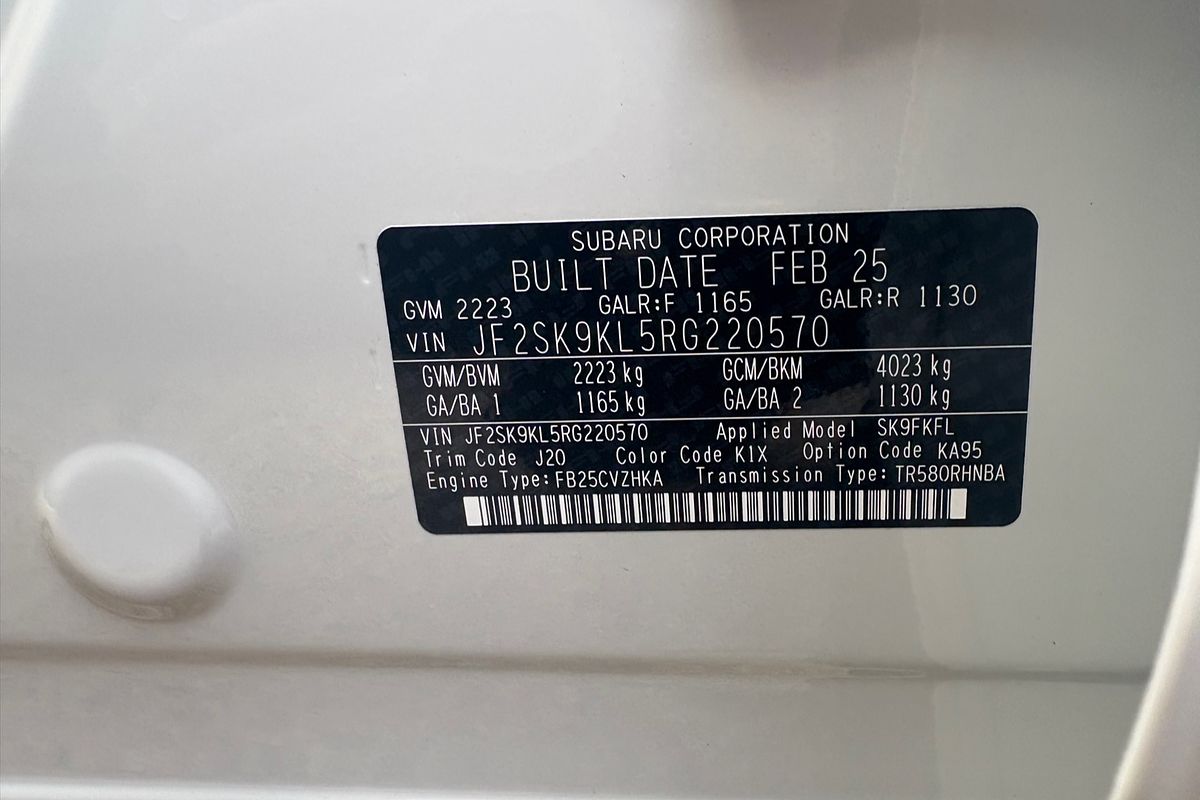 SUBARU CORPORATION
BUILT DATE FEB 25
GVM 2223 GALR:F 1165 GALR:R 1130
VIN JF2SK9KL5RG220570
GVM/BVM 2223 kg GCM/BKM 4023 kg
GA/BA 1 1165 kg GA/BA 2 1130 kg
VIN JF2SK9KL5RG220570 Applied Model SK9FKFL
Trim Code J20 Color Code K1X Option Code KA95
Engine Type: FB25CVZHKA Transmission Type: TR580RHNBA